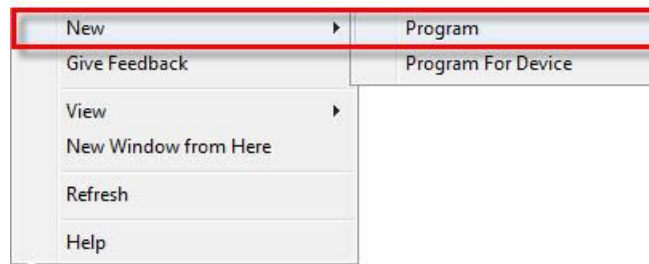 New Program
Give Feedback Program For Device
View
New Window from Here
Refresh
Help